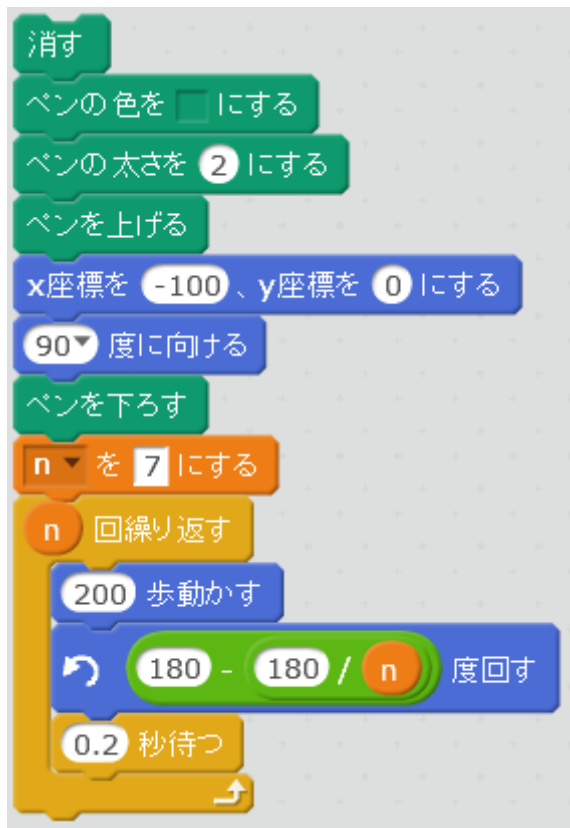 消す
ペンの色を にする
ペンの太さを 2 にする
ペンを上げる
x座標を -100 、y座標を 0 にする
90▼ 度に向ける
ペンを下ろす
n ▼ を 7 にする
n 回繰り返す
200 歩動かす
180 - 180 / n 度回す
0.2 秒待つ